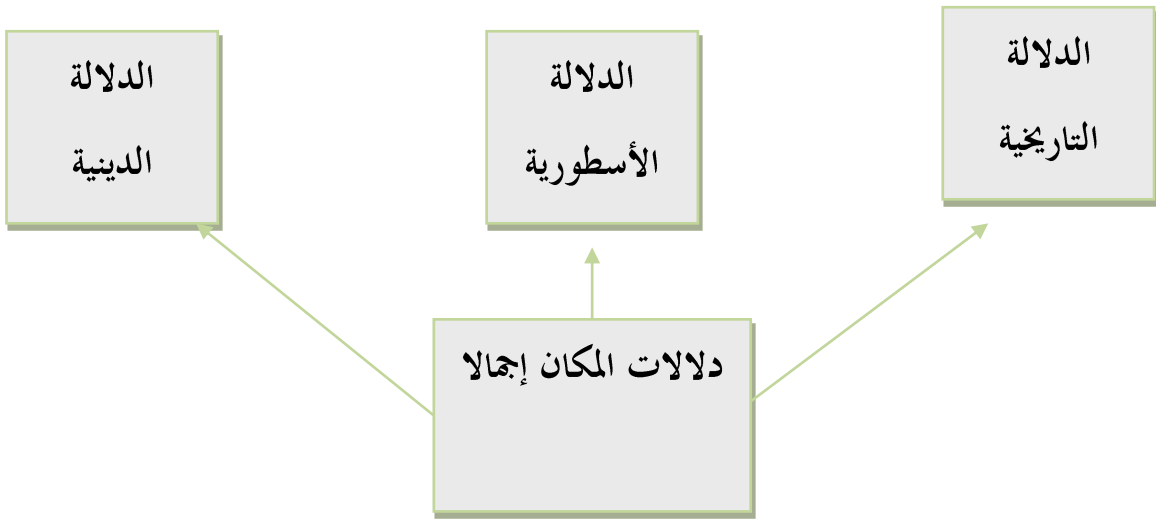 الدلالة
التاريخية
الدلالة
الأسطورية
الدلالة
الدينية
دلالات المكان إجمالا